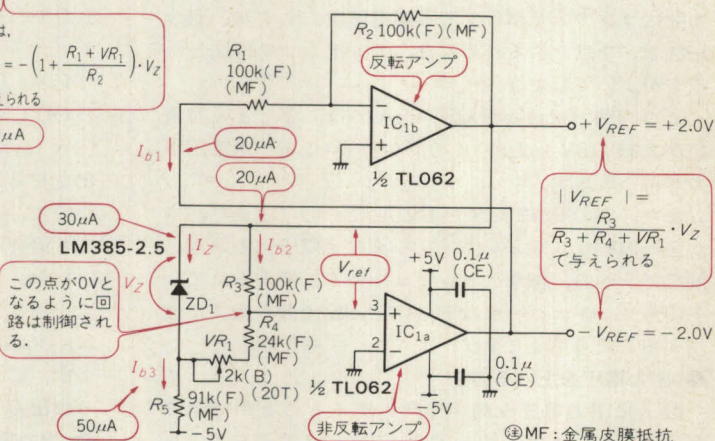 は,
= −(1 + R1 + VR1 / R2)・VZ
えられる
μA
R2 100k(F)(MF)
R1
100k(F)
(MF)
反転アンプ
−
+
IC1b
½ TL062
Ib1
20μA
20μA
+VREF=+2.0V
30μA
LM385-2.5
IZ
Ib2
Vref
|VREF| =
R3 / R3 + R4 + VR1・VZ
で与えられる
この点が0Vと
なるように回
路は制御され
る.
VZ
ZD1
R3
100k(F)
(MF)
R4
24k(F)
(MF)
VR1
2k(B)
(20T)
+5V
0.1μ
(CE)
3
+
2
−
IC1a
½ TL062
−VREF=−2.0V
Ib3
50μA
R5
91k(F)
(MF)
−5V
−5V
0.1μ
(CE)
非反転アンプ
㊟MF:金属皮膜抵抗